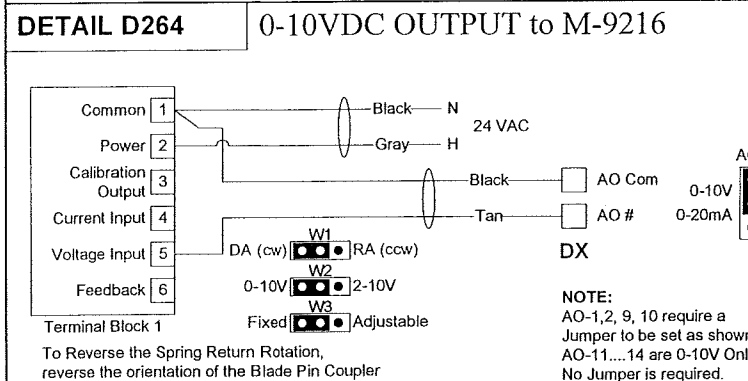 DETAIL D264
0-10VDC OUTPUT to M-9216
Common 1
Power 2
Calibration
Output 3
Current Input 4
Voltage Input 5
Feedback 6
Terminal Block 1
Black N
24 VAC
Gray H
Black AO Com
Tan AO #
DX
0-10V
0-20mA
W1
DA (cw) RA (ccw)
W2
0-10V 2-10V
W3
Fixed Adjustable
To Reverse the Spring Return Rotation,
reverse the orientation of the Blade Pin Coupler
NOTE:
AO-1,2, 9, 10 require a
Jumper to be set as shown
AO-11....14 are 0-10V Onl
No Jumper is required.